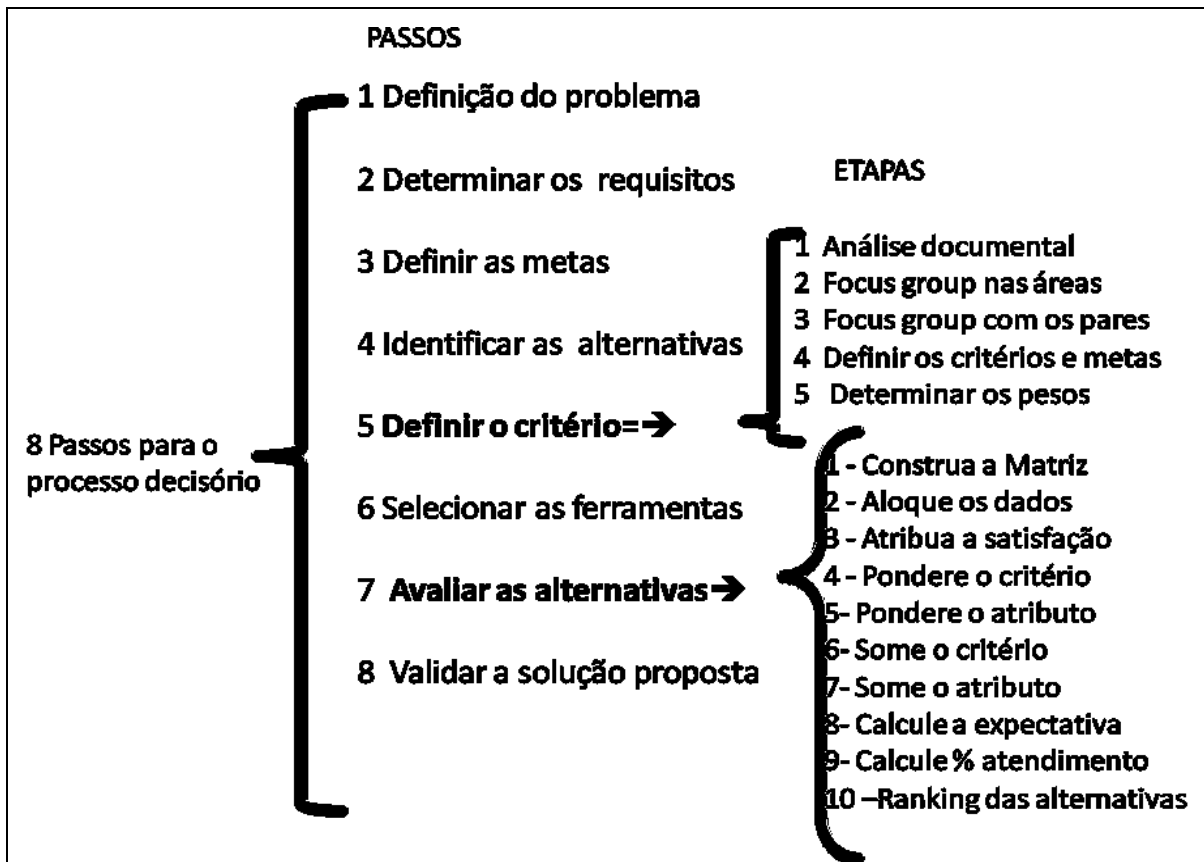 PASSOS
1 Definição do problema
2 Determinar os requisitos
3 Definir as metas
4 Identificar as alternativas
5 Definir o critério=➔
6 Selecionar as ferramentas
7 Avaliar as alternativas➔
8 Validar a solução proposta
8 Passos para o
processo decisório
ETAPAS
1 Análise documental
2 Focus group nas áreas
3 Focus group com os pares
4 Definir os critérios e metas
5 Determinar os pesos
1 - Construa a Matriz
2 - Aloque os dados
3 - Atribua a satisfação
4 - Pondere o critério
5- Pondere o atributo
6- Some o critério
7- Some o atributo
8- Calcule a expectativa
9- Calcule % atendimento
10 –Ranking das alternativas